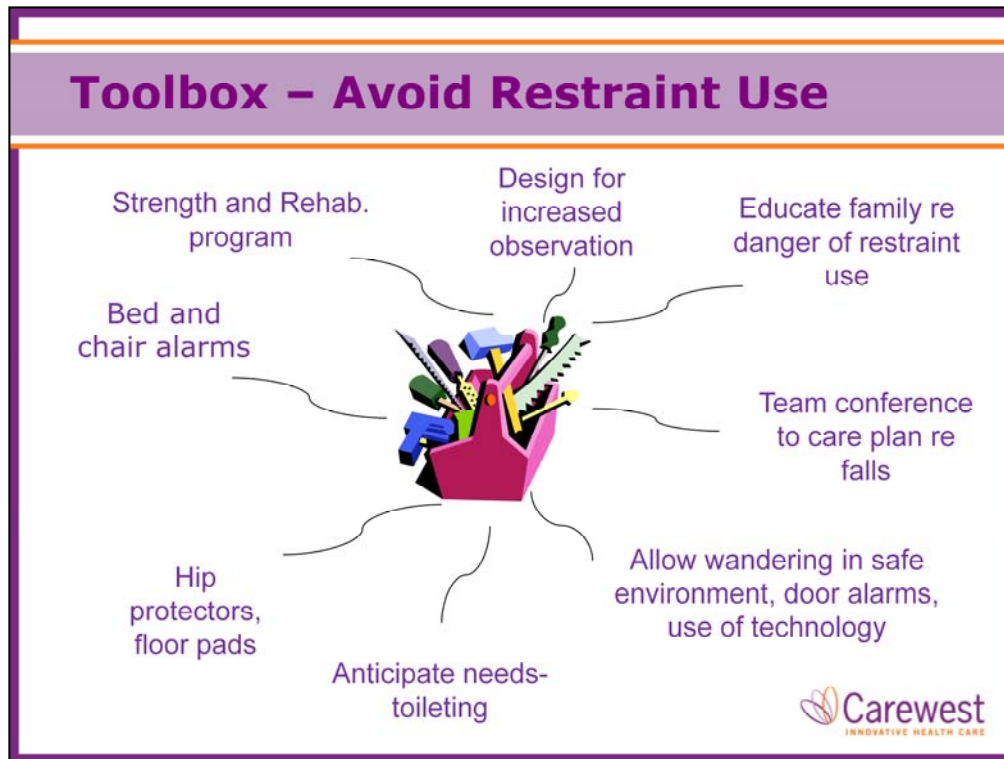 Toolbox – Avoid Restraint Use
Strength and Rehab.
program
Design for
increased
observation
Educate family re
danger of restraint
use
Bed and
chair alarms
Team conference
to care plan re
falls
Hip
protectors,
floor pads
Anticipate needs-
toileting
Allow wandering in safe
environment, door alarms,
use of technology
Carewest
INNOVATIVE HEALTH CARE